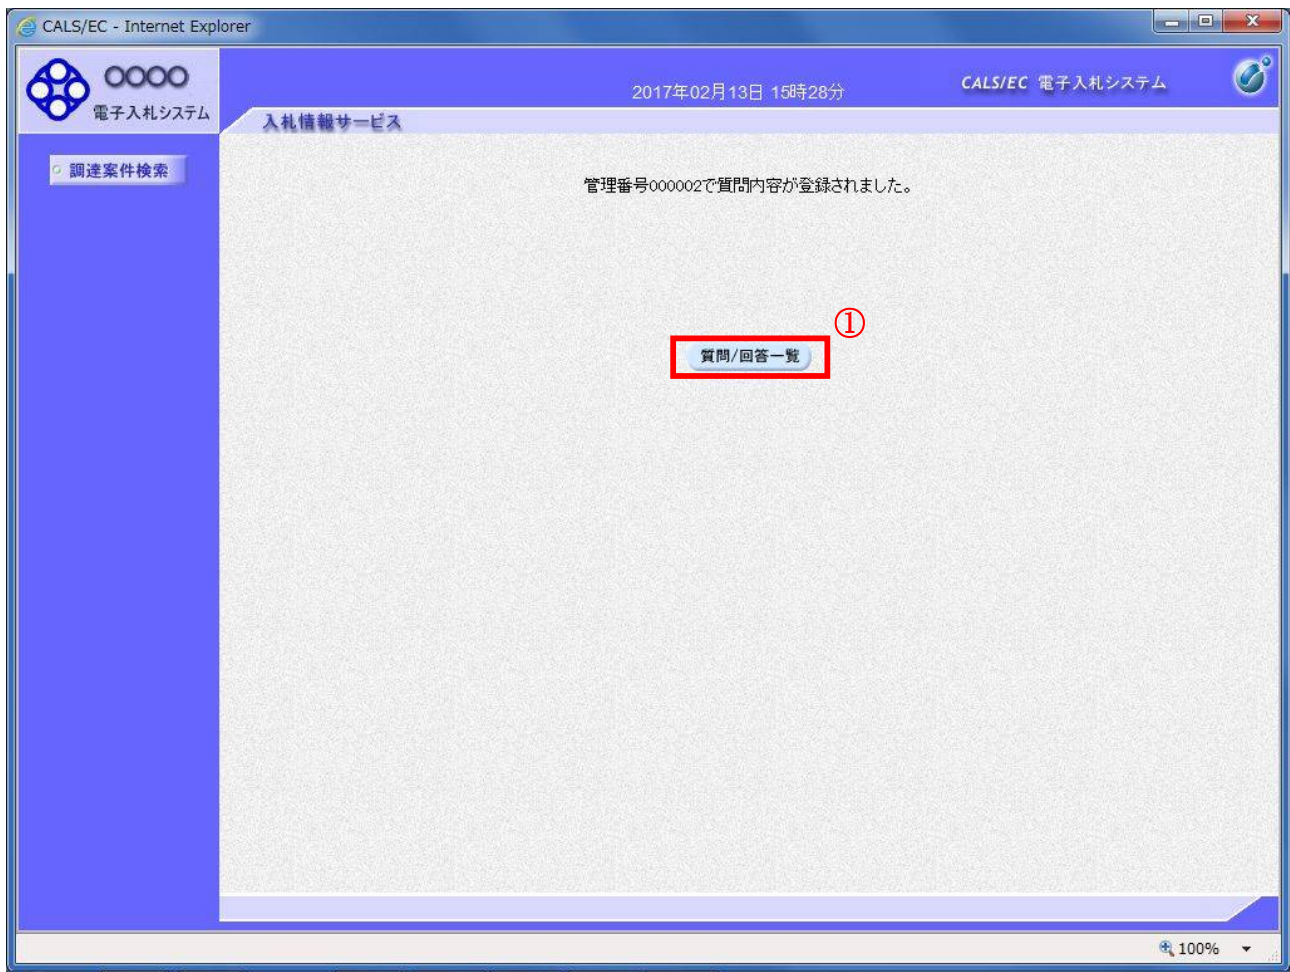 CALS/EC - Internet Explorer
〇〇〇〇
電子入札システム
2017年02月13日 15時28分
CALS/EC 電子入札システム
入札情報サービス
調達案件検索
管理番号000002で質問内容が登録されました。
①
質問/回答一覧
100%